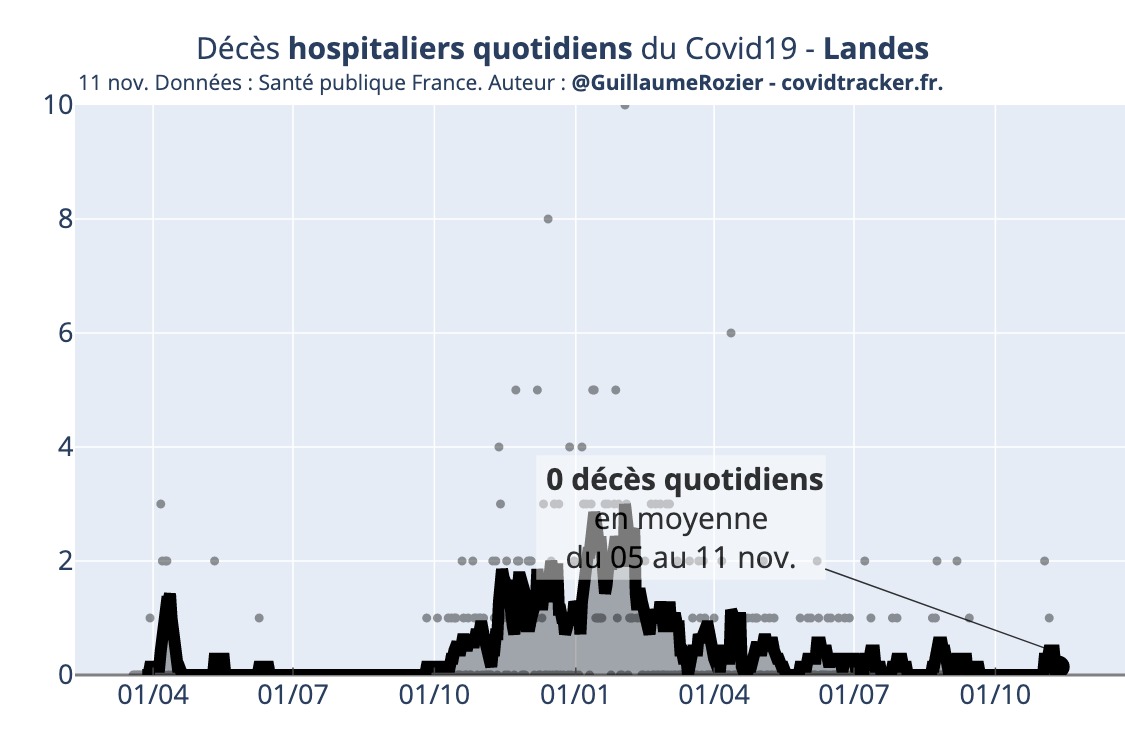 Décès hospitaliers quotidiens du Covid19 - Landes
11 nov. Données : Santé publique France. Auteur : @GuillaumeRozier - covidtracker.fr.
10
8
6
4
2
0
0 décès quotidiens
en moyenne
du 05 au 11 nov.
01/04 01/07 01/10 01/01 01/04 01/07 01/10